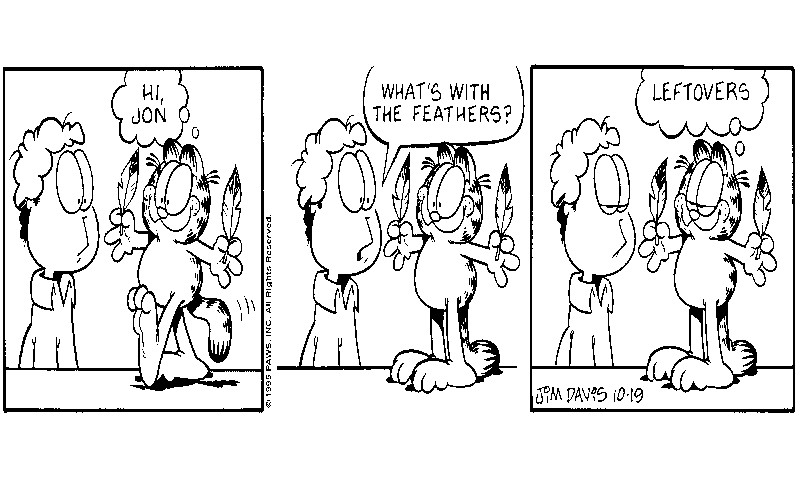 HI,
JON
© 1995 PAWS, INC. All Rights Reserved.
WHAT'S WITH
THE FEATHERS?
LEFTOVERS
JIM DAVIS 10·19